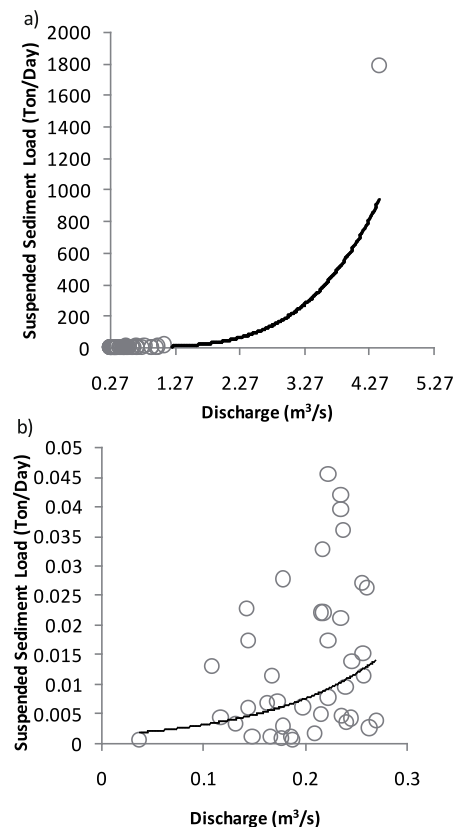 a)
Suspended Sediment Load (Ton/Day)
2000
1800
1600
1400
1200
1000
800
600
400
200
0
0.27 1.27 2.27 3.27 4.27 5.27
Discharge (m³/s)
b)
Suspended Sediment Load (Ton/Day)
0.05
0.045
0.04
0.035
0.03
0.025
0.02
0.015
0.01
0.005
0
0 0.1 0.2 0.3
Discharge (m³/s)